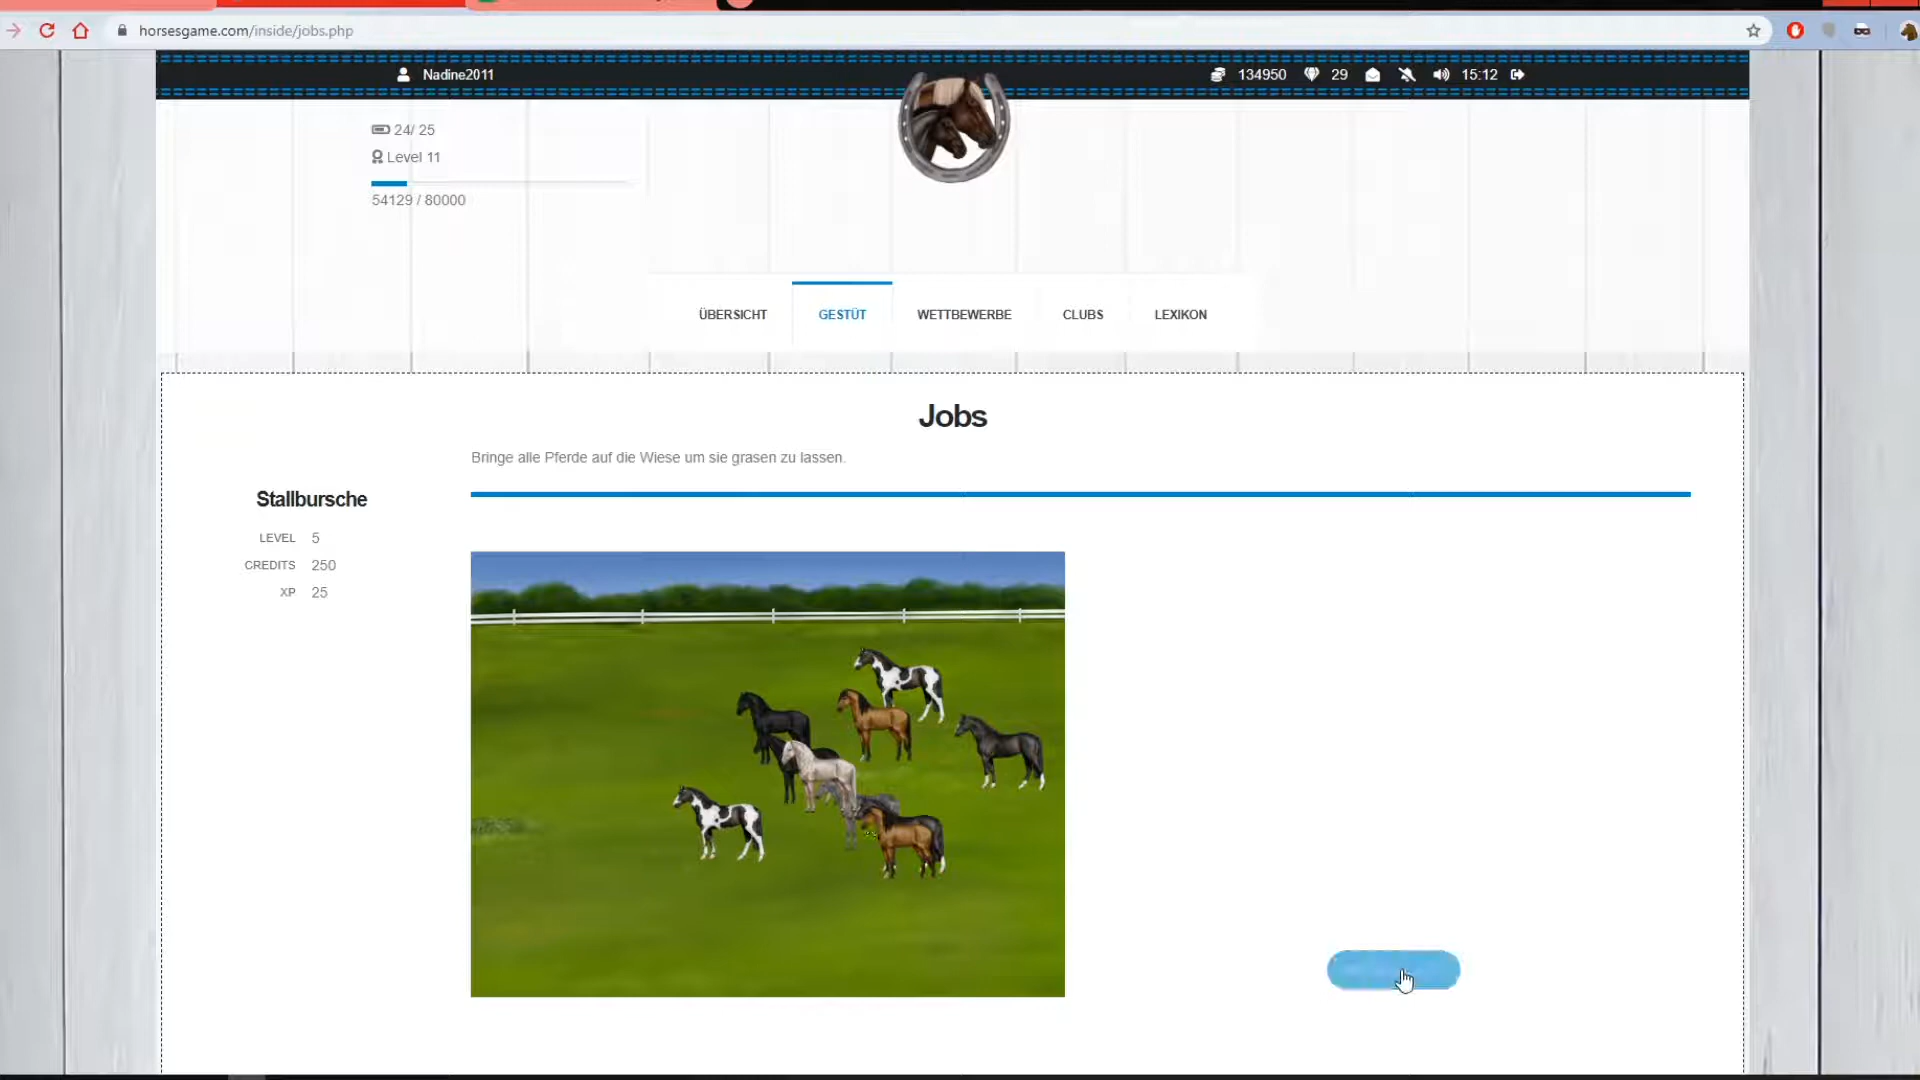 horsesgame.com/inside/jobs.php
Nadine2011
134950 29 15:12
24/ 25
Level 11
54129 / 80000
ÜBERSICHT GESTÜT WETTBEWERBE CLUBS LEXIKON
Jobs
Bringe alle Pferde auf die Wiese um sie grasen zu lassen.
Stallbursche
LEVEL 5
CREDITS 250
XP 25